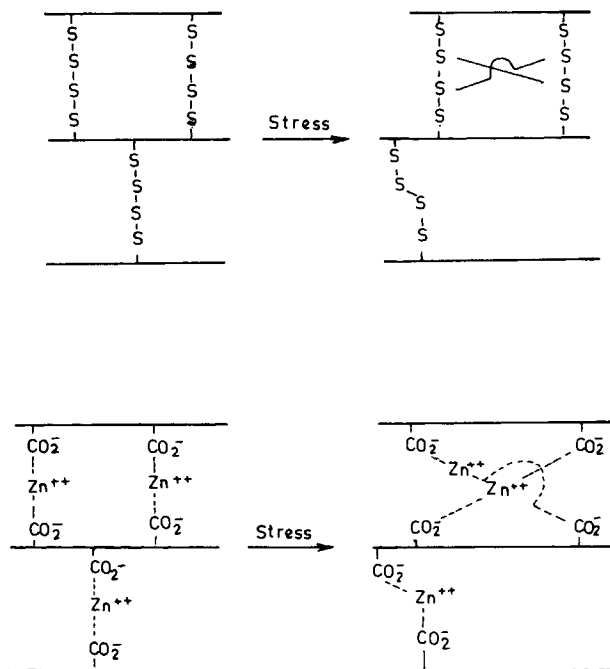 S S S S
S S S S
S S S S
S S S S
Stress
S S
S S
S S
S S
CO₂⁻ CO₂⁻ CO₂⁻ CO₂⁻
Zn⁺⁺ Zn⁺⁺ Zn⁺⁺ Zn⁺⁺
CO₂⁻ CO₂⁻ CO₂⁻ CO₂⁻
Stress
CO₂⁻ CO₂⁻
Zn⁺⁺ Zn⁺⁺
CO₂⁻ CO₂⁻